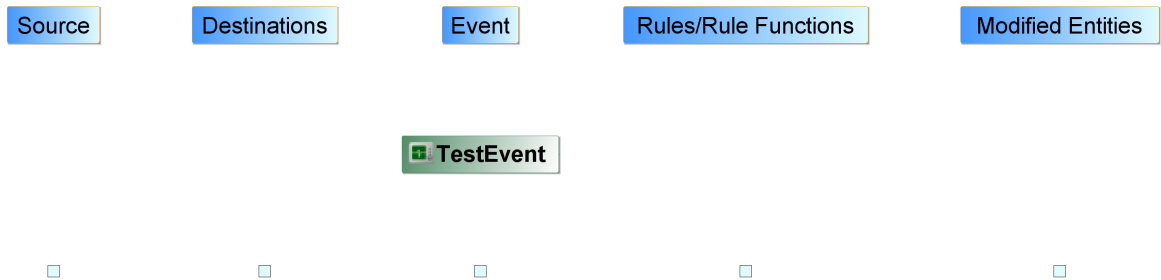 Source
Destinations
Event
Rules/Rule Functions
Modified Entities
TestEvent